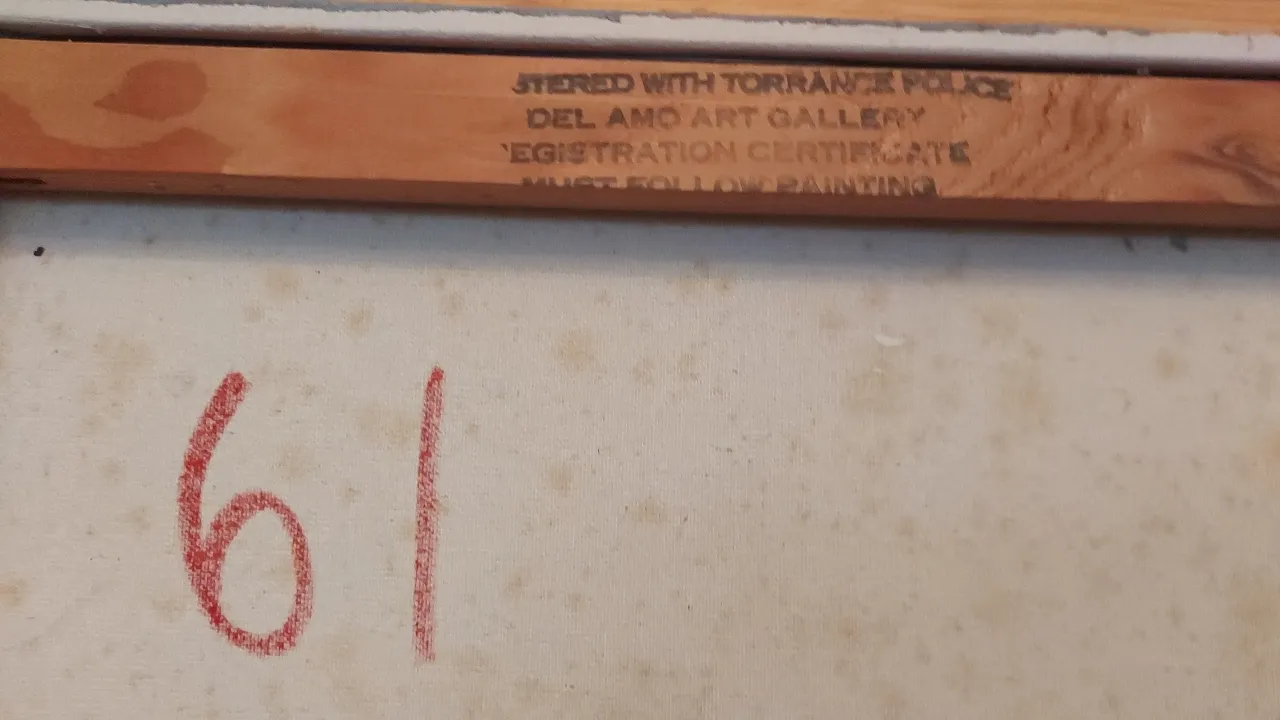 STERED WITH TORRANCE POLICE
DEL AMO ART GALLERY
EGISTRATION CERTIFICATE
MUST FOLLOW PAINTING
61